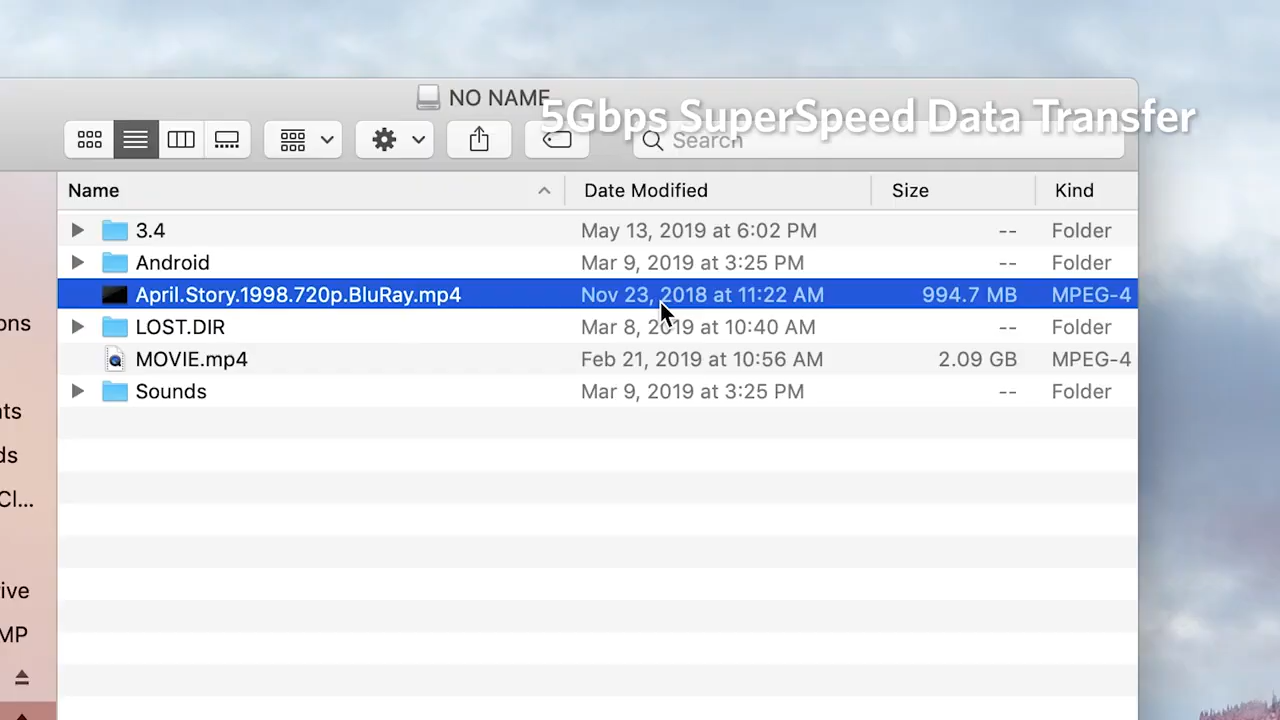 NO NAME
5Gbps SuperSpeed Data Transfer
Search
Name Date Modified Size Kind
3.4 May 13, 2019 at 6:02 PM -- Folder
Android Mar 9, 2019 at 3:25 PM -- Folder
April.Story.1998.720p.BluRay.mp4 Nov 23, 2018 at 11:22 AM 994.7 MB MPEG-4
ons
LOST.DIR Mar 8, 2019 at 10:40 AM -- Folder
MOVIE.mp4 Feb 21, 2019 at 10:56 AM 2.09 GB MPEG-4
Sounds Mar 9, 2019 at 3:25 PM -- Folder
nts
ds
Cl...
rive
MP